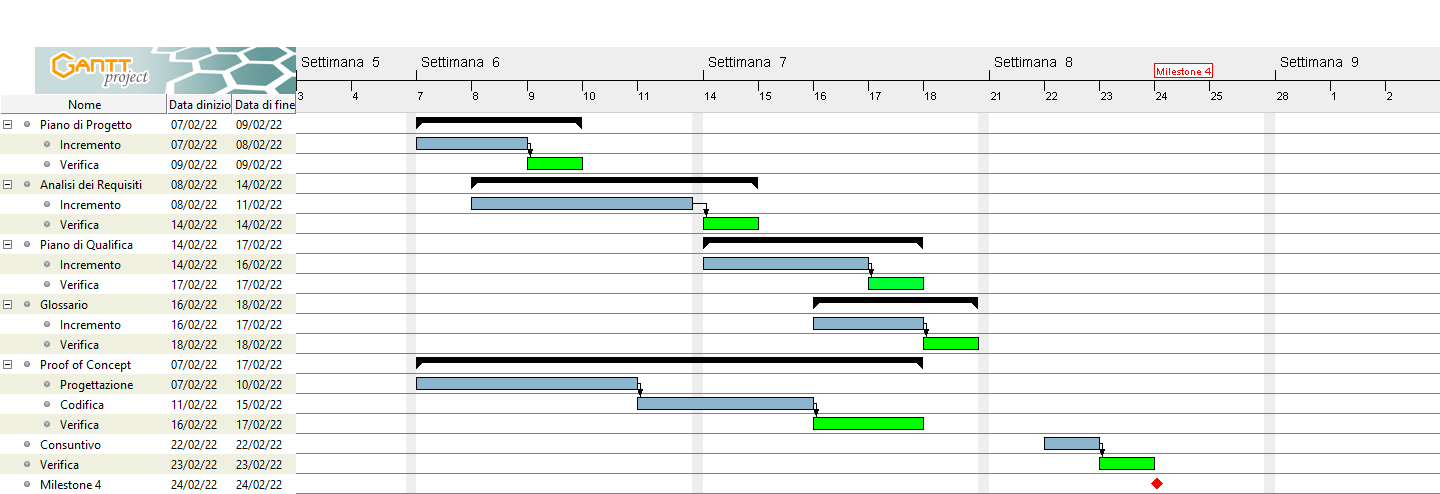 GANTT project
Settimana 5 Settimana 6 Settimana 7 Settimana 8 Settimana 9
Milestone 4
3 4 7 8 9 10 11 14 15 16 17 18 21 22 23 24 25 28 1 2
Nome Data dinizio Data di fine
Piano di Progetto 07/02/22 09/02/22
Incremento 07/02/22 08/02/22
Verifica 09/02/22 09/02/22
Analisi dei Requisiti 08/02/22 14/02/22
Incremento 08/02/22 11/02/22
Verifica 14/02/22 14/02/22
Piano di Qualifica 14/02/22 17/02/22
Incremento 14/02/22 16/02/22
Verifica 17/02/22 17/02/22
Glossario 16/02/22 18/02/22
Incremento 16/02/22 17/02/22
Verifica 18/02/22 18/02/22
Proof of Concept 07/02/22 17/02/22
Progettazione 07/02/22 10/02/22
Codifica 11/02/22 15/02/22
Verifica 16/02/22 17/02/22
Consuntivo 22/02/22 22/02/22
Verifica 23/02/22 23/02/22
Milestone 4 24/02/22 24/02/22